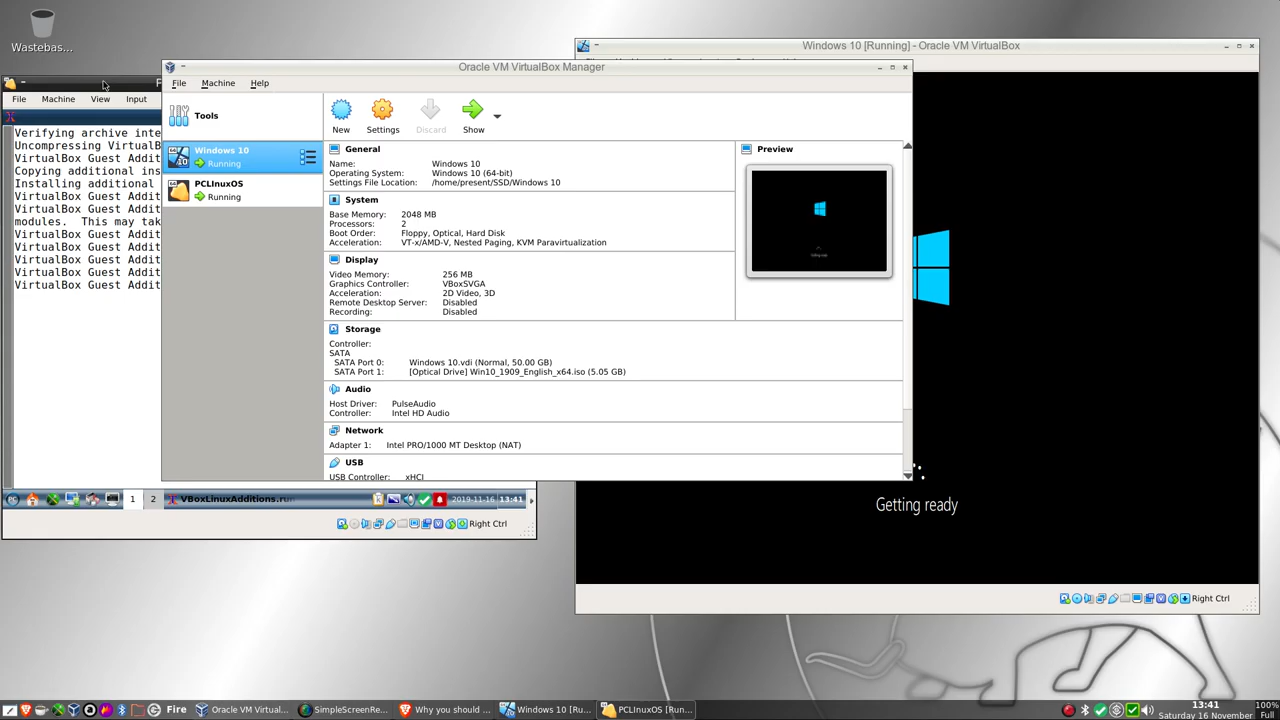 Wastebas...
Windows 10 [Running] - Oracle VM VirtualBox
Oracle VM VirtualBox Manager
File Machine Help
File Machine View Input
Tools
New Settings Discard Show
Windows 10
Running
PCLInuxOS
Running
Verifying archive inte
Uncompressing VirtualB
VirtualBox Guest Addit
Copying additional ins
Installing additional
VirtualBox Guest Addit
VirtualBox Guest Addit
modules. This may tak
VirtualBox Guest Addit
VirtualBox Guest Addit
VirtualBox Guest Addit
VirtualBox Guest Addit
VirtualBox Guest Addit
General
Name: Windows 10
Operating System: Windows 10 (64-bit)
Settings File Location: /home/present/SSD/Windows 10
System
Base Memory: 2048 MB
Processors: 2
Boot Order: Floppy, Optical, Hard Disk
Acceleration: VT-x/AMD-V, Nested Paging, KVM Paravirtualization
Display
Video Memory: 256 MB
Graphics Controller: VBoxSVGA
Acceleration: 2D Video, 3D
Remote Desktop Server: Disabled
Recording: Disabled
Storage
Controller:
SATA
SATA Port 0: Windows 10.vdi (Normal, 50.00 GB)
SATA Port 1: [Optical Drive] Win10_1909_English_x64.iso (5.05 GB)
Audio
Host Driver: PulseAudio
Controller: Intel HD Audio
Network
Adapter 1: Intel PRO/1000 MT Desktop (NAT)
USB
USB Controller: xHCI
Preview
Getting ready
1 2 VBoxLinuxAdditions.run 2019-11-16 13:41
Right Ctrl
Right Ctrl
Fire Oracle VM Virtual... SimpleScreenRe... Why you should ... Windows 10 [Ru... PCLInuxOS [Run...
13:41
Saturday 16 November
100%
Full